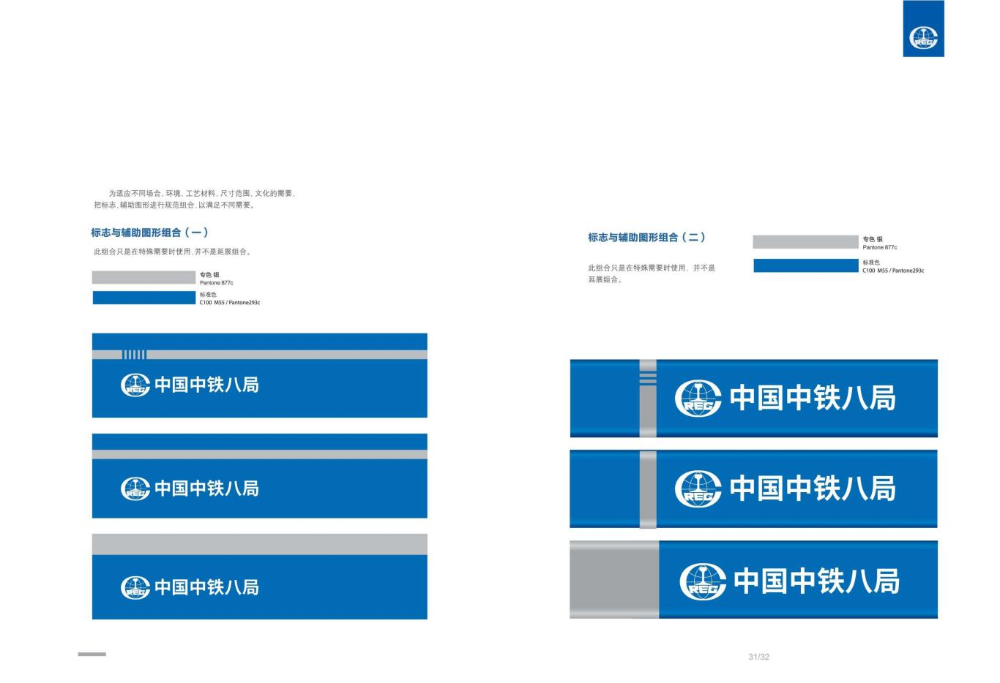 CREC
为适应不同场合、环境,工艺材料、尺寸范围、文化的需要,
把标志、辅助图形进行规范组合,以满足不同需要。
标志与辅助图形组合（一）
此组合只是在特殊需要时使用,并不是延展组合。
专色 银
Pantone 877c
标准色
C100 M55 / Pantone293c
CREC 中国中铁八局
CREC 中国中铁八局
CREC 中国中铁八局
标志与辅助图形组合（二）
此组合只是在特殊需要时使用, 并不是
延展组合。
专色 银
Pantone 877c
标准色
C100 M55 / Pantone293c
CREC 中国中铁八局
CREC 中国中铁八局
CREC 中国中铁八局
31/32